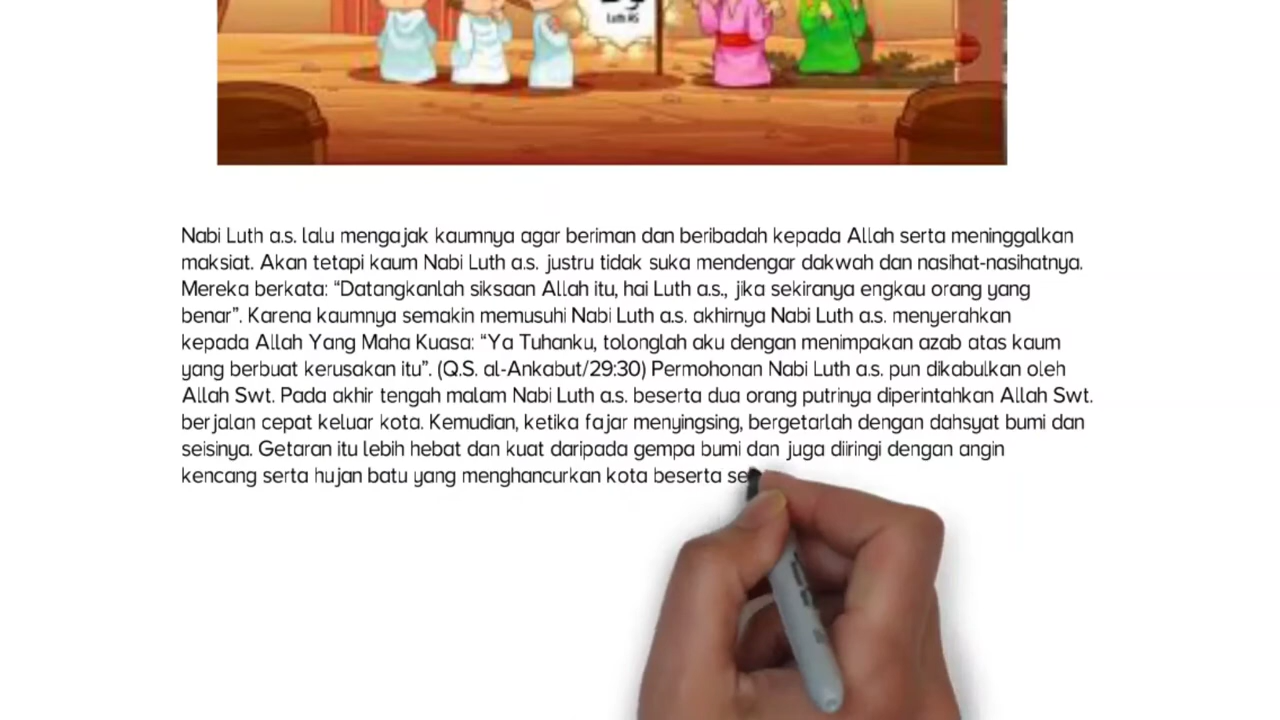 Luth AS
Nabi Luth a.s. lalu mengajak kaumnya agar beriman dan beribadah kepada Allah serta meninggalkan
maksiat. Akan tetapi kaum Nabi Luth a.s. justru tidak suka mendengar dakwah dan nasihat-nasihatnya.
Mereka berkata: “Datangkanlah siksaan Allah itu, hai Luth a.s., jika sekiranya engkau orang yang
benar”. Karena kaumnya semakin memusuhi Nabi Luth a.s. akhirnya Nabi Luth a.s. menyerahkan
kepada Allah Yang Maha Kuasa: “Ya Tuhanku, tolonglah aku dengan menimpakan azab atas kaum
yang berbuat kerusakan itu”. (Q.S. al-Ankabut/29:30) Permohonan Nabi Luth a.s. pun dikabulkan oleh
Allah Swt. Pada akhir tengah malam Nabi Luth a.s. beserta dua orang putrinya diperintahkan Allah Swt.
berjalan cepat keluar kota. Kemudian, ketika fajar menyingsing, bergetarlah dengan dahsyat bumi dan
seisinya. Getaran itu lebih hebat dan kuat daripada gempa bumi dan juga diiringi dengan angin
kencang serta hujan batu yang menghancurkan kota beserta se